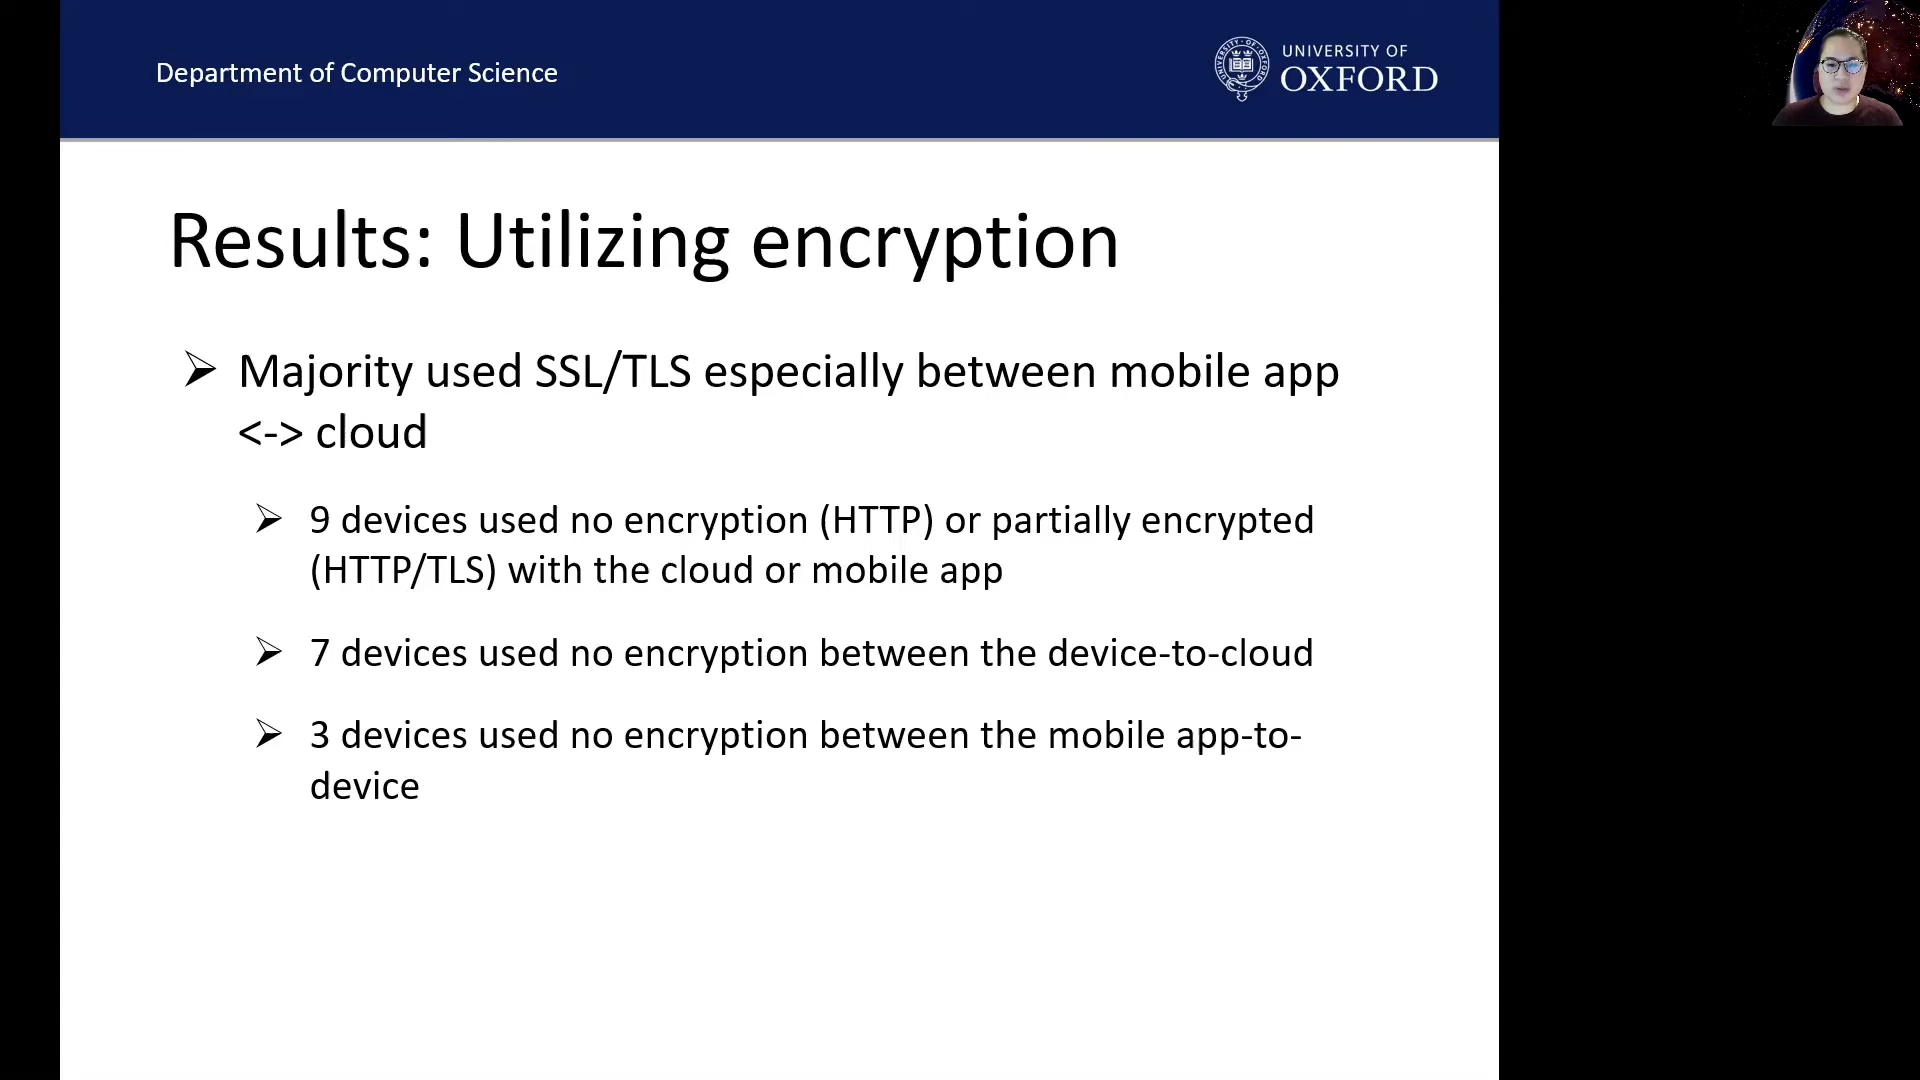 Department of Computer Science
UNIVERSITY OF
OXFORD
Results: Utilizing encryption
➢ Majority used SSL/TLS especially between mobile app
<-> cloud
➢ 9 devices used no encryption (HTTP) or partially encrypted
(HTTP/TLS) with the cloud or mobile app
➢ 7 devices used no encryption between the device-to-cloud
➢ 3 devices used no encryption between the mobile app-to-
device